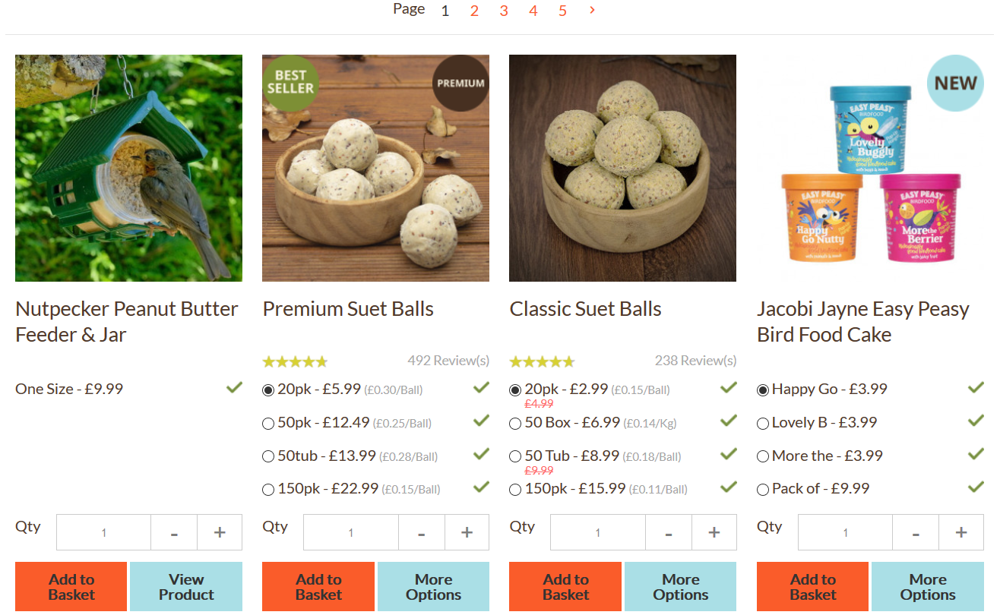 Page 1 2 3 4 5 >
BEST
SELLER
PREMIUM
NEW
EASY PEASY
BIRDFOOD
Lovely
Buggly
EASY PEASY
BIRDFOOD
Happy
Go Nutty
EASY PEASY
BIRDFOOD
More the
Berrier
Nutpecker Peanut Butter
Feeder & Jar
One Size - £9.99
Qty 1 - +
Add to
Basket
View
Product
Premium Suet Balls
492 Review(s)
20pk - £5.99 (£0.30/Ball)
50pk - £12.49 (£0.25/Ball)
50tub - £13.99 (£0.28/Ball)
150pk - £22.99 (£0.15/Ball)
Qty 1 - +
Add to
Basket
More
Options
Classic Suet Balls
238 Review(s)
20pk - £2.99 (£0.15/Ball)
£4.99
50 Box - £6.99 (£0.14/Kg)
50 Tub - £8.99 (£0.18/Ball)
£9.99
150pk - £15.99 (£0.11/Ball)
Qty 1 - +
Add to
Basket
More
Options
Jacobi Jayne Easy Peasy
Bird Food Cake
Happy Go - £3.99
Lovely B - £3.99
More the - £3.99
Pack of - £9.99
Qty 1 - +
Add to
Basket
More
Options